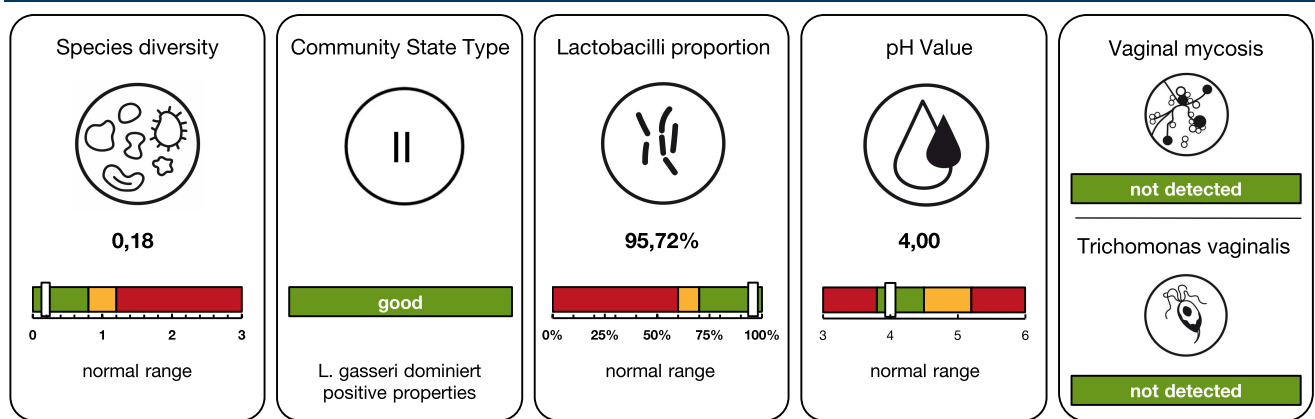 Species diversity
0,18
0 1 2 3
normal range
Community State Type
II
good
L. gasseri dominiert
positive properties
Lactobacilli proportion
95,72%
0% 25% 50% 75% 100%
normal range
pH Value
4,00
3 4 5 6
normal range
Vaginal mycosis
not detected
Trichomonas vaginalis
not detected